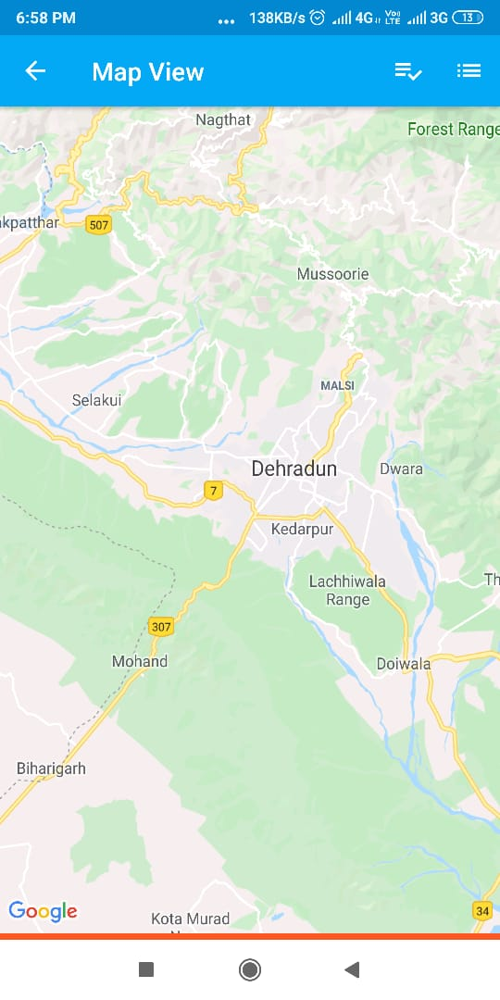 6:58 PM ... 138KB/s 4G Vo) LTE 3G 13
Map View
Nagthat
Forest Range
akpatthar
507
Mussoorie
MALSI
Selakui
Dehradun
Dwara
7
Kedarpur
Lachhiwala
Range
Th
307
Mohand
Doiwala
Biharigarh
Google
34
Kota Murad